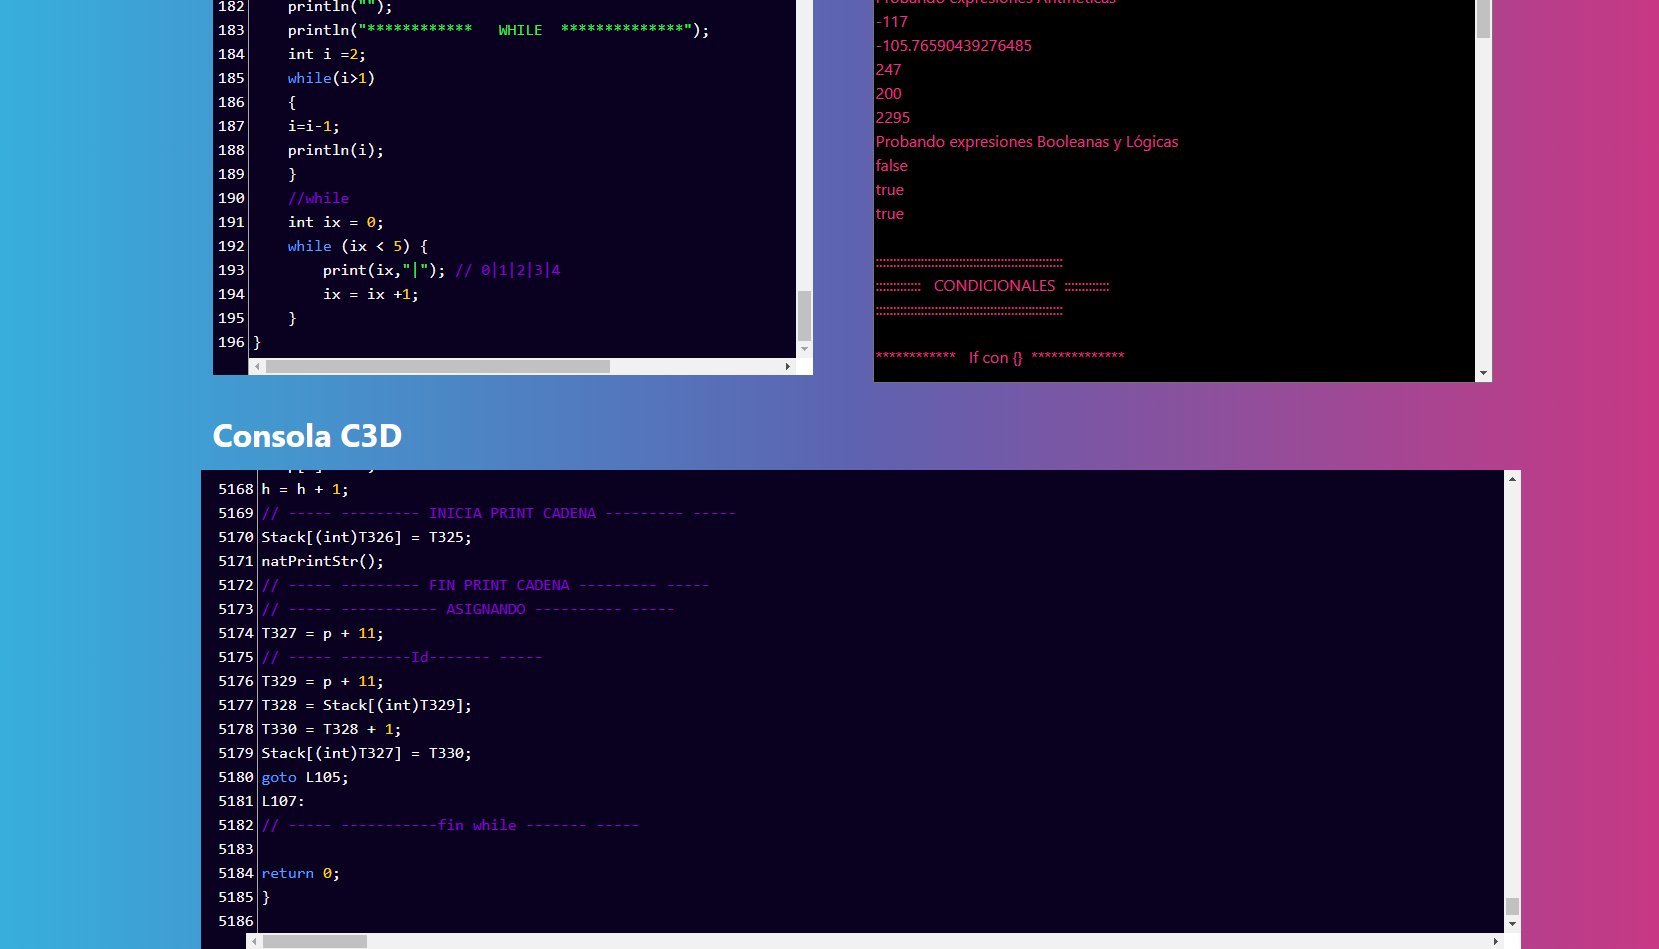 182 println("");
183 println("************   WHILE  **************");
184 int i =2;
185 while(i>1)
186 {
187 i=i-1;
188 println(i);
189 }
190 //while
191 int ix = 0;
192 while (ix < 5) {
193 print(ix,"|"); // 0|1|2|3|4
194 ix = ix +1;
195 }
196 }
Probando expresiones Aritméticas
-117
-105.76590439276485
247
200
2295
Probando expresiones Booleanas y Lógicas
false
true
true
::::::::::::::::::::::::::::::::::::::::::::::::::::
:::::::::::::   CONDICIONALES  :::::::::::::
::::::::::::::::::::::::::::::::::::::::::::::::::::
************   If con {}  **************
Consola C3D
5168 h = h + 1;
5169 // ----- --------- INICIA PRINT CADENA --------- -----
5170 Stack[(int)T326] = T325;
5171 natPrintStr();
5172 // ----- --------- FIN PRINT CADENA --------- -----
5173 // ----- ----------- ASIGNANDO ---------- -----
5174 T327 = p + 11;
5175 // ----- --------Id------- -----
5176 T329 = p + 11;
5177 T328 = Stack[(int)T329];
5178 T330 = T328 + 1;
5179 Stack[(int)T327] = T330;
5180 goto L105;
5181 L107:
5182 // ----- -----------fin while ------- -----
5183
5184 return 0;
5185 }
5186